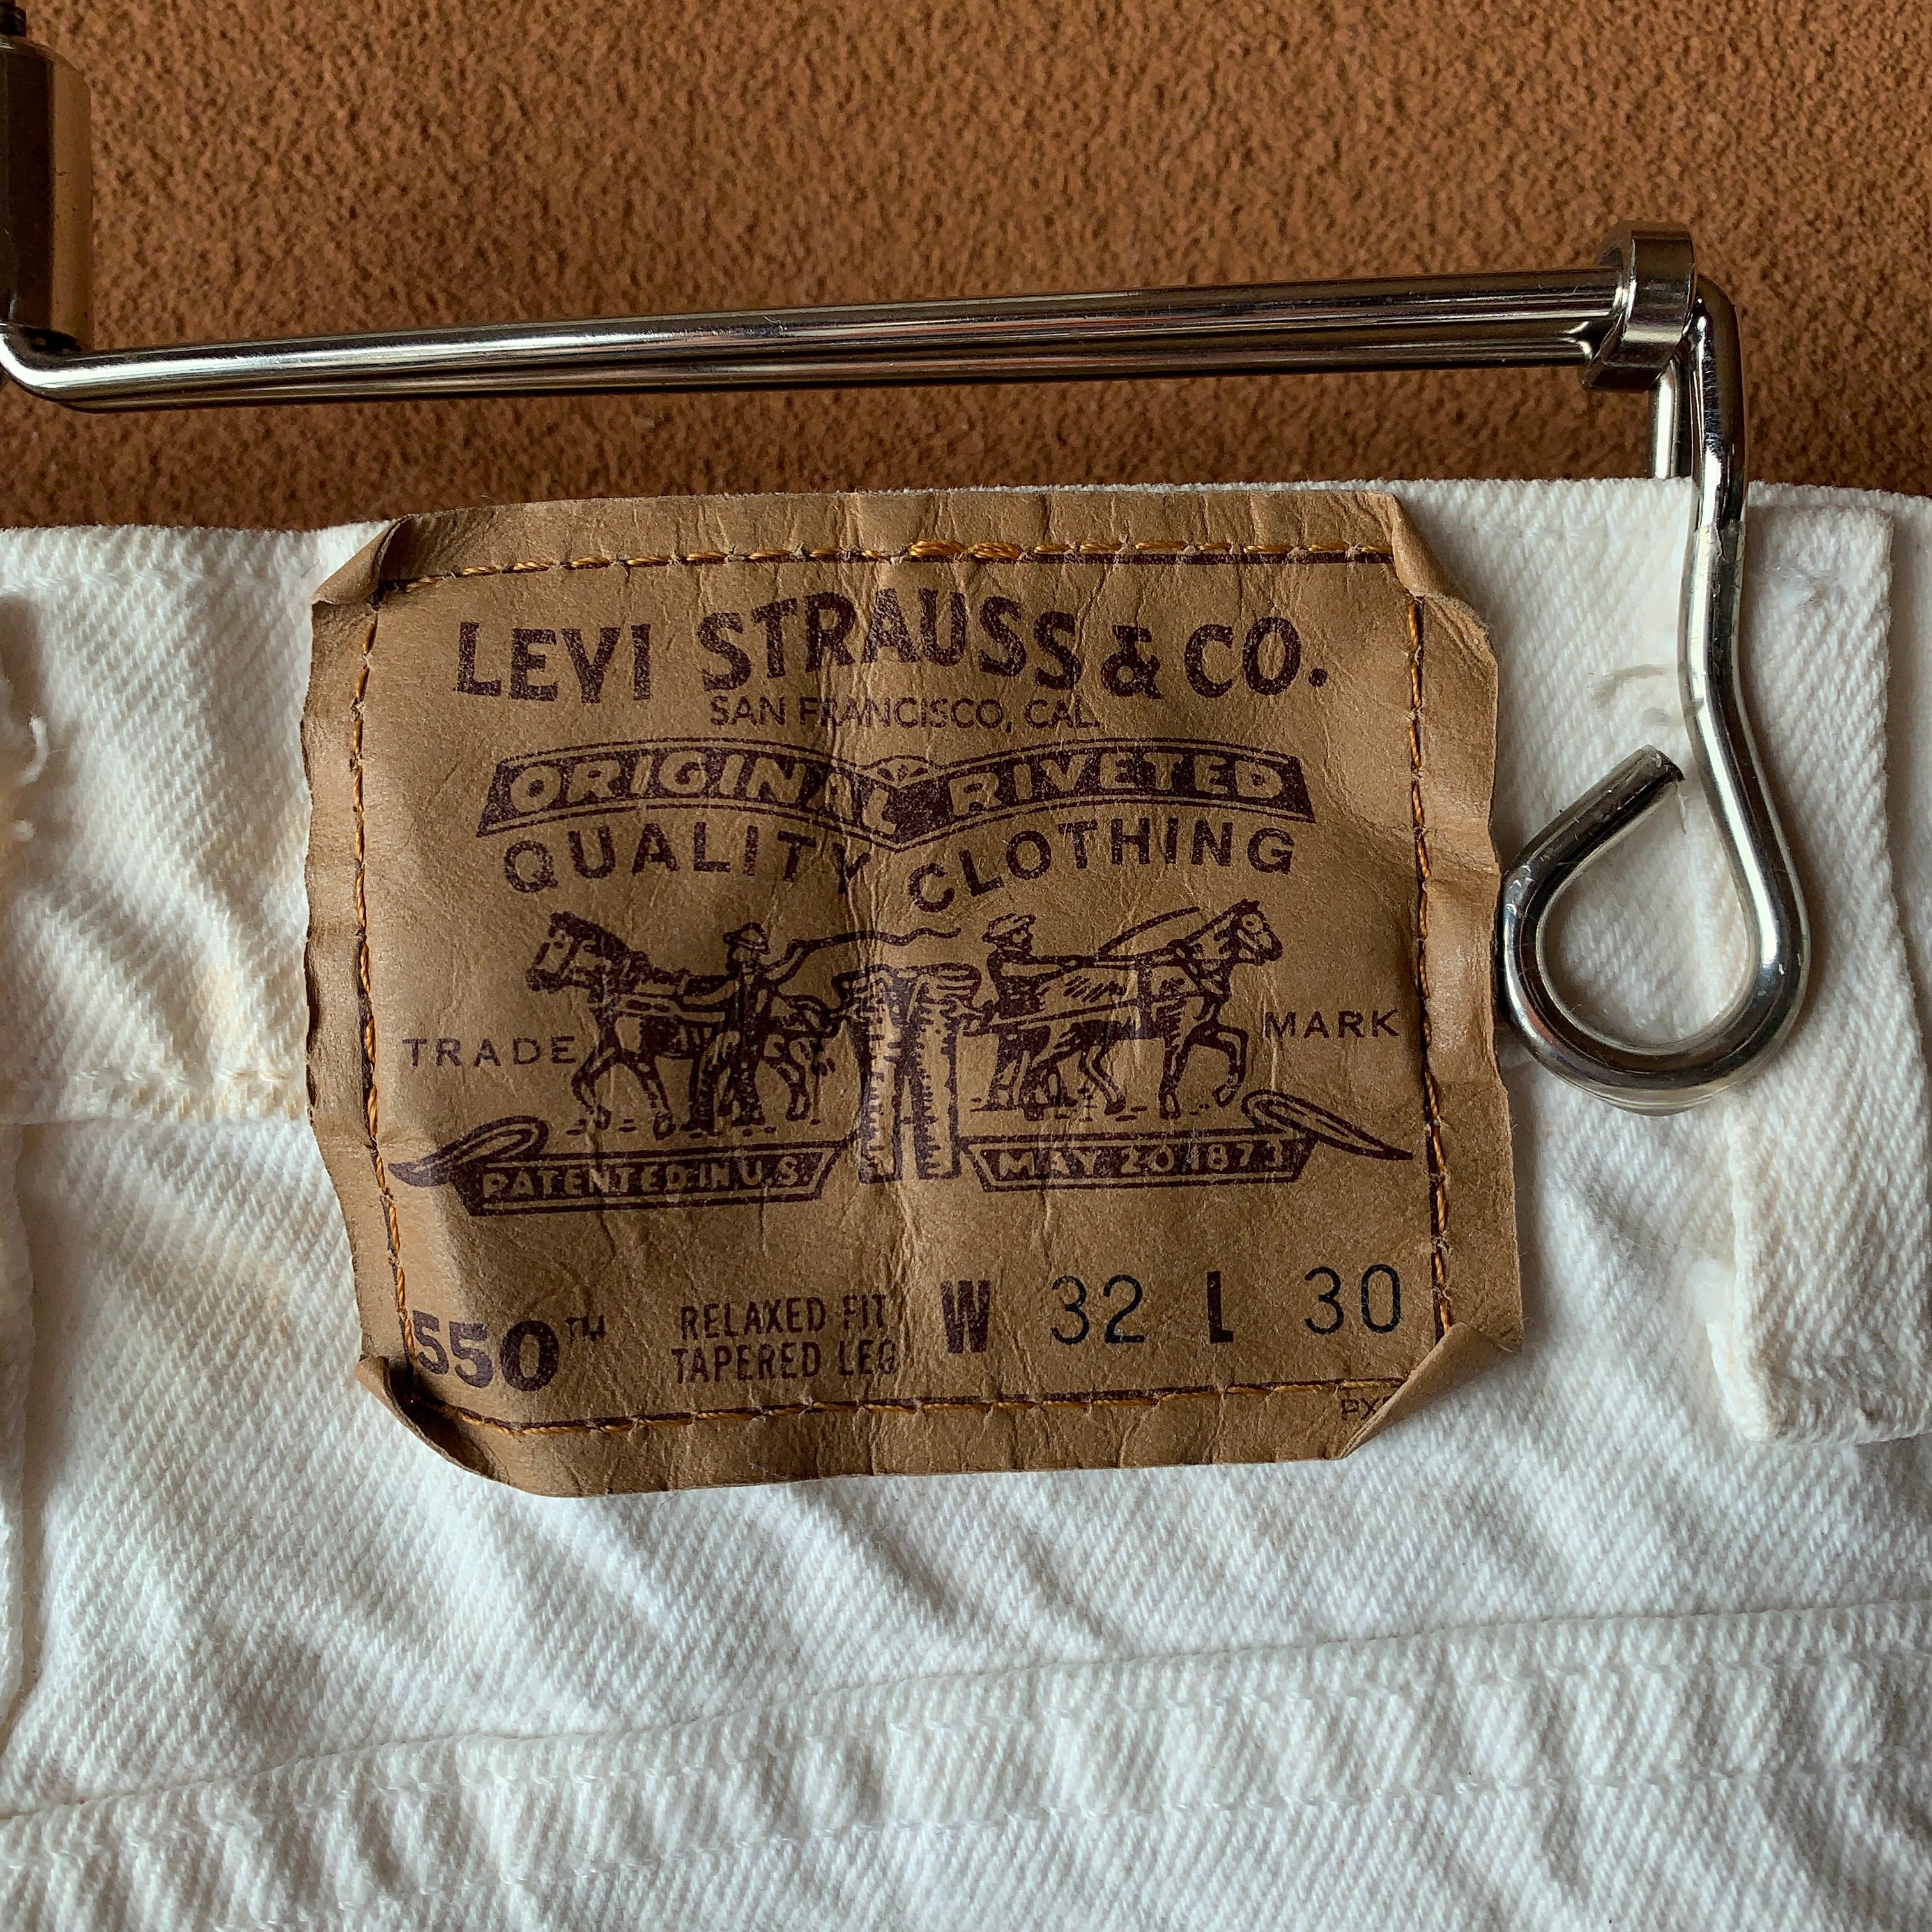 LEVI STRAUSS & CO.
SAN FRANCISCO, CAL.
ORIGINAL RIVETED
QUALITY CLOTHING
TRADE MARK
PATENTED IN U.S. MAY 20 1873
550™ RELAXED FIT W 32 L 30
TAPERED LEG